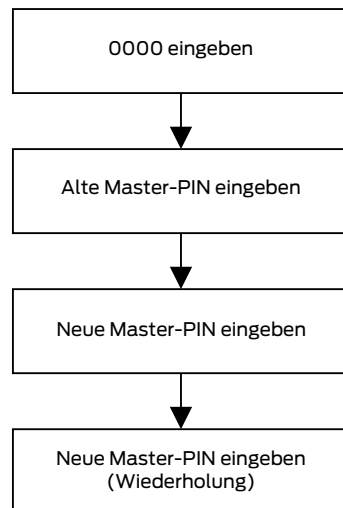 0000 eingeben
Alte Master-PIN eingeben
Neue Master-PIN eingeben
Neue Master-PIN eingeben
(Wiederholung)